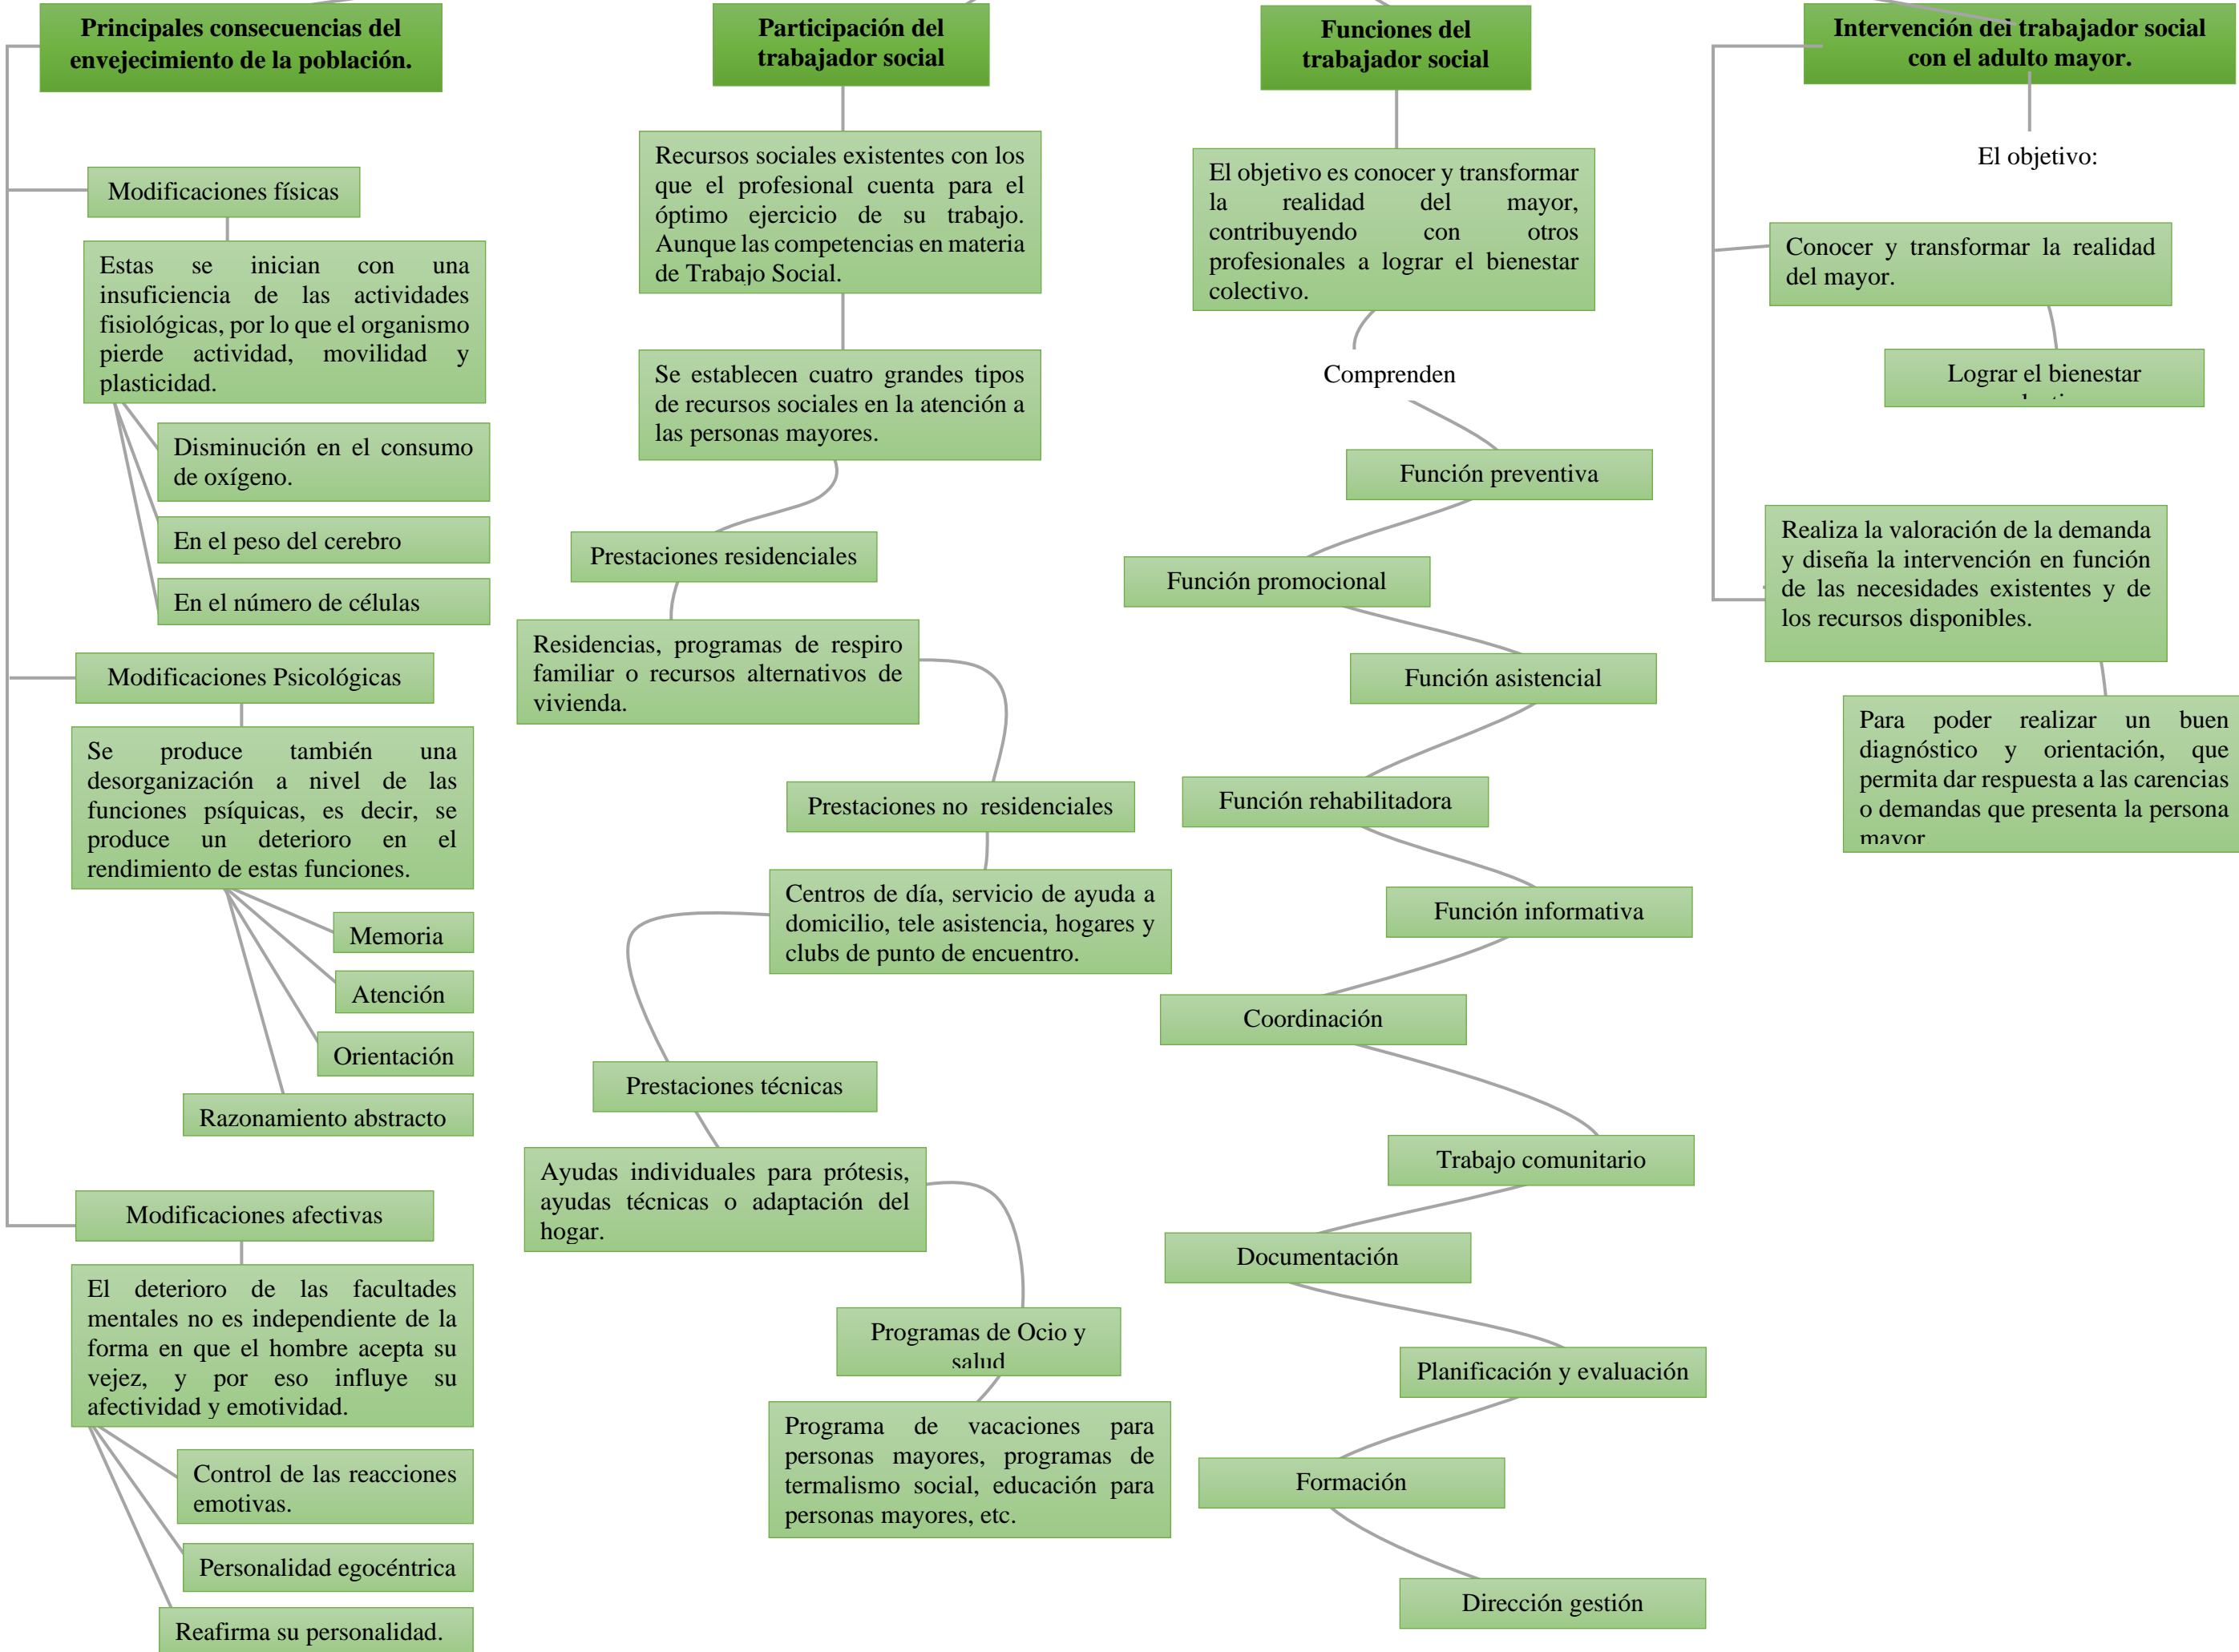 Principales consecuencias del
envejecimiento de la población.
Modificaciones físicas
Estas se inician con una
insuficiencia de las actividades
fisiológicas, por lo que el organismo
pierde actividad, movilidad y
plasticidad.
Disminución en el consumo
de oxígeno.
En el peso del cerebro
En el número de células
Modificaciones Psicológicas
Se produce también una
desorganización a nivel de las
funciones psíquicas, es decir, se
produce un deterioro en el
rendimiento de estas funciones.
Memoria
Atención
Orientación
Razonamiento abstracto
Modificaciones afectivas
El deterioro de las facultades
mentales no es independiente de la
forma en que el hombre acepta su
vejez, y por eso influye su
afectividad y emotividad.
Control de las reacciones
emotivas.
Personalidad egocéntrica
Reafirma su personalidad.
Participación del
trabajador social
Recursos sociales existentes con los
que el profesional cuenta para el
óptimo ejercicio de su trabajo.
Aunque las competencias en materia
de Trabajo Social.
Se establecen cuatro grandes tipos
de recursos sociales en la atención a
las personas mayores.
Prestaciones residenciales
Residencias, programas de respiro
familiar o recursos alternativos de
vivienda.
Prestaciones no residenciales
Centros de día, servicio de ayuda a
domicilio, tele asistencia, hogares y
clubs de punto de encuentro.
Prestaciones técnicas
Ayudas individuales para prótesis,
ayudas técnicas o adaptación del
hogar.
Programas de Ocio y
salud
Programa de vacaciones para
personas mayores, programas de
termalismo social, educación para
personas mayores, etc.
Funciones del
trabajador social
El objetivo es conocer y transformar
la realidad del mayor,
contribuyendo con otros
profesionales a lograr el bienestar
colectivo.
Comprenden
Función preventiva
Función promocional
Función asistencial
Función rehabilitadora
Función informativa
Coordinación
Trabajo comunitario
Documentación
Planificación y evaluación
Formación
Dirección gestión
Intervención del trabajador social
con el adulto mayor.
El objetivo:
Conocer y transformar la realidad
del mayor.
Lograr el bienestar
Realiza la valoración de la demanda
y diseña la intervención en función
de las necesidades existentes y de
los recursos disponibles.
Para poder realizar un buen
diagnóstico y orientación, que
permita dar respuesta a las carencias
o demandas que presenta la persona
mayor